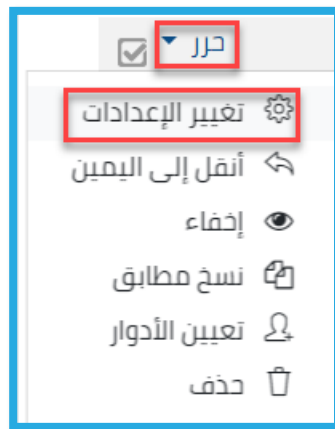 حرر
تغيير الإعدادات
أنقل إلى اليمين
إخفاء
نسخ مطابق
تعيين الأدوار
حذف